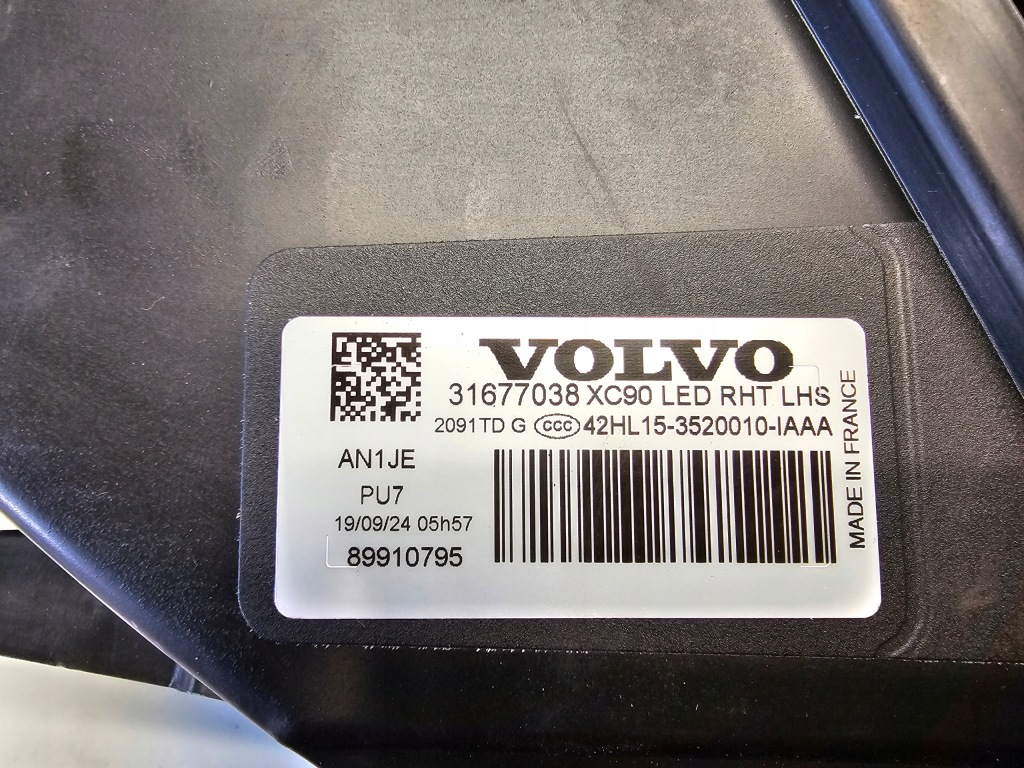 VOLVO
31677038 XC90 LED RHT LHS
2091TD G CCC 42HL15-3520010-IAAA
AN1JE
PU7
19/09/24 05h57
89910795
MADE IN FRANCE